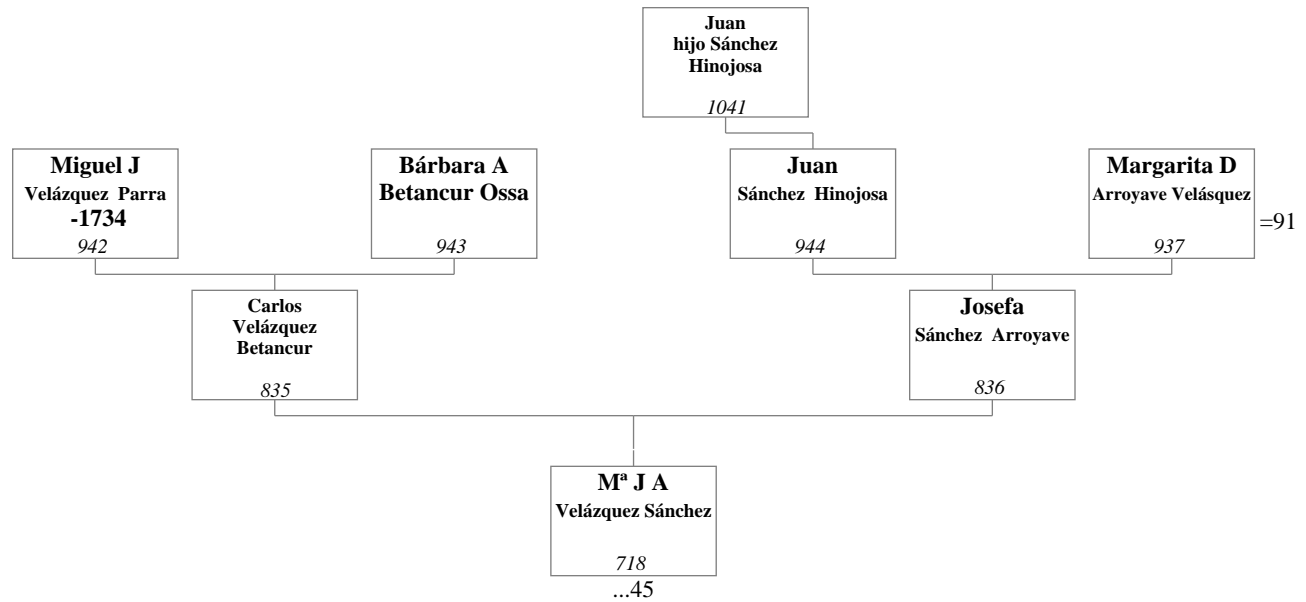 Juan
hijo Sánchez
Hinojosa
1041
Miguel J
Velázquez Parra
-1734
942
Bárbara A
Betancur Ossa
943
Juan
Sánchez Hinojosa
944
Margarita D
Arroyave Velásquez
937
=91
Carlos
Velázquez
Betancur
835
Josefa
Sánchez Arroyave
836
Mª J A
Velázquez Sánchez
718
...45